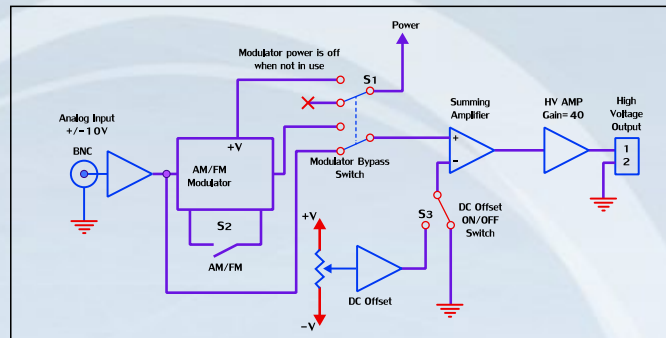 Power
Modulator power is off
when not in use
S1
Analog Input
+/-10V
BNC
+V
AM/FM
Modulator
S2
AM/FM
Modulator Bypass
Switch
Summing
Amplifier
+
-
HV AMP
Gain=40
High
Voltage
Output
1
2
DC Offset
ON/OFF
Switch
S3
+V
DC Offset
-V